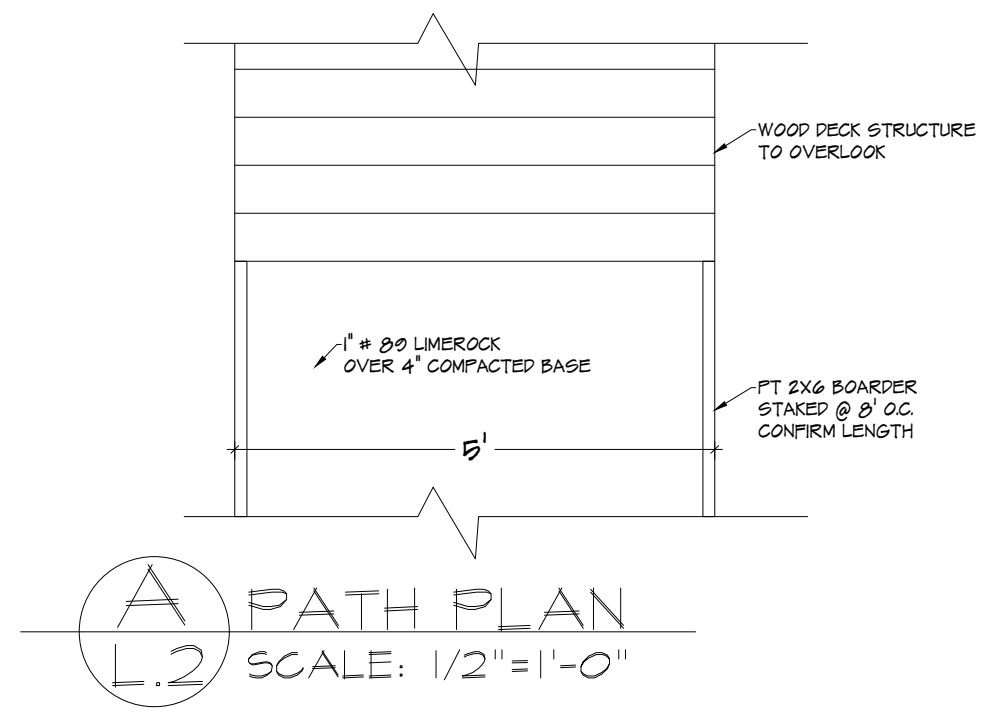 WOOD DECK STRUCTURE
TO OVERLOOK
1" # 89 LIMEROCK
OVER 4" COMPACTED BASE
PT 2X6 BOARDER
STAKED @ 8' O.C.
CONFIRM LENGTH
5'
A
PATH PLAN
L.2
SCALE: 1/2"=1'-0"